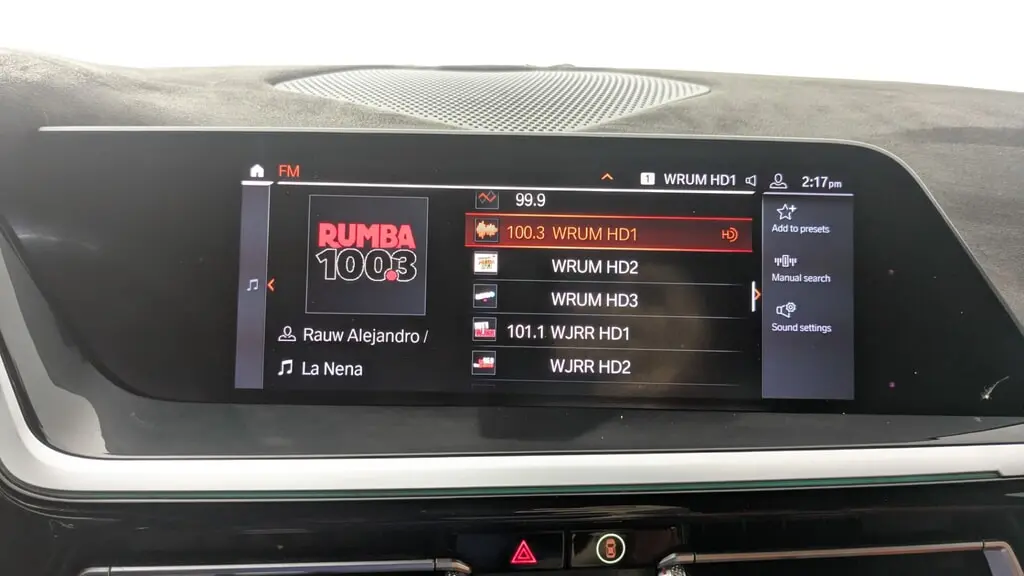 FM
1 WRUM HD1
2:17pm
RUMBA
100.3
Rauw Alejandro /
La Nena
99.9
100.3 WRUM HD1
WRUM HD2
WRUM HD3
101.1 WJRR HD1
WJRR HD2
Add to presets
Manual search
Sound settings